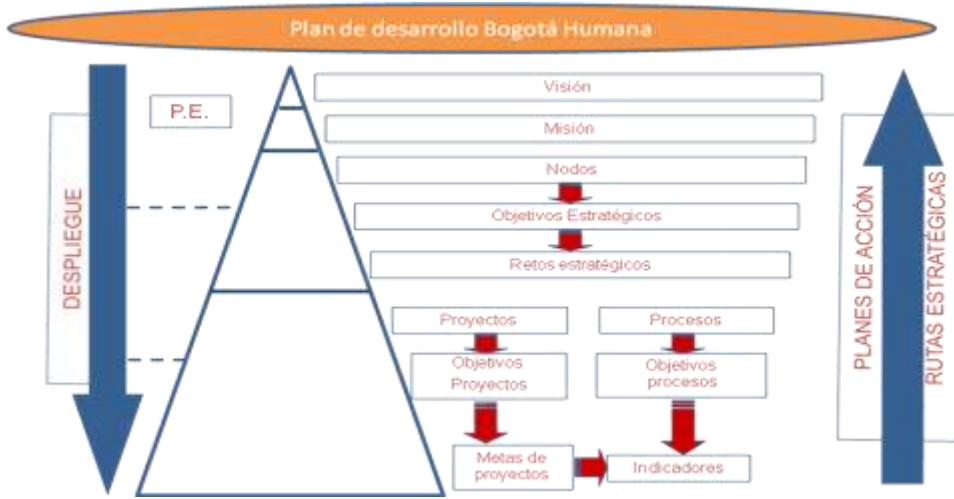 Plan de desarrollo Bogotá Humana
P.E.
Visión
Misión
Nodos
Objetivos Estratégicos
Retos estratégicos
Proyectos
Procesos
Objetivos
Proyectos
Objetivos
procesos
Metas de
proyectos
Indicadores
DESPLIEGUE
PLANES DE ACCIÓN
RUTAS ESTRATÉGICAS